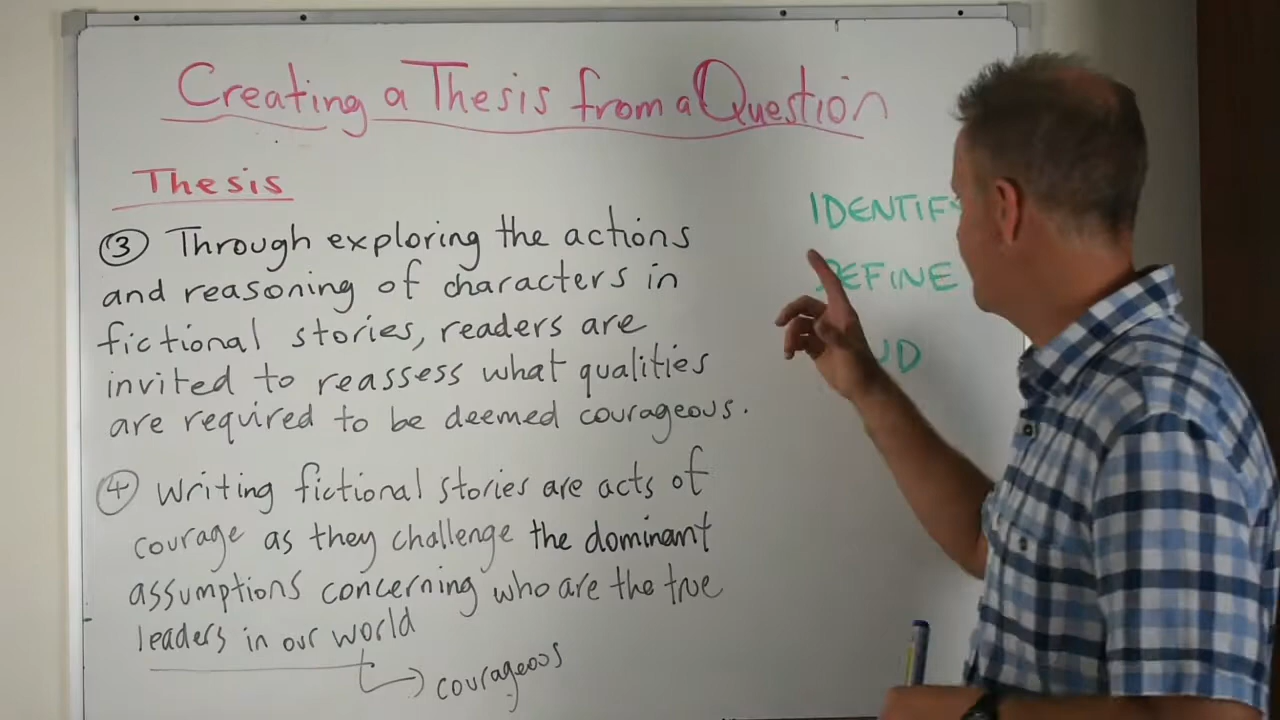 Creating a Thesis from a Question
Thesis
③ Through exploring the actions
and reasoning of characters in
fictional stories, readers are
invited to reassess what qualities
are required to be deemed courageous.
④ Writing fictional stories are acts of
courage as they challenge the dominant
assumptions concerning who are the true
leaders in our world
courageous
IDENTIFY
DEFINE